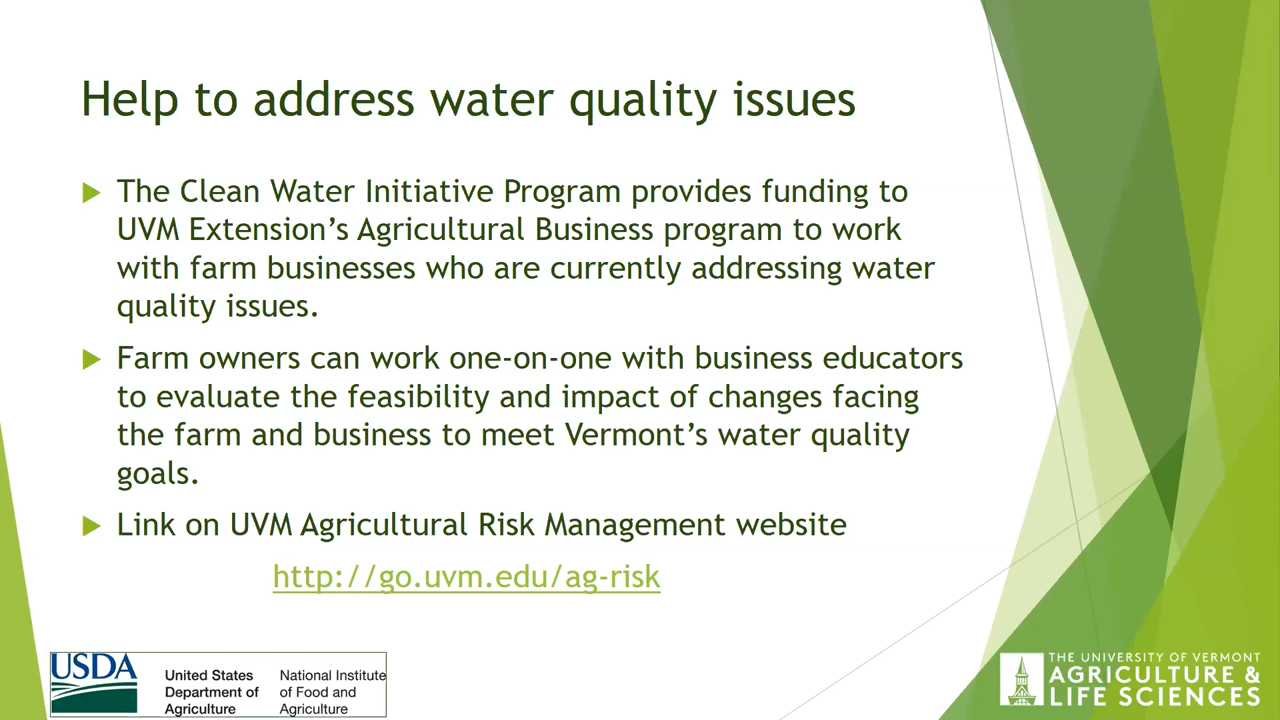 Help to address water quality issues
The Clean Water Initiative Program provides funding to
UVM Extension’s Agricultural Business program to work
with farm businesses who are currently addressing water
quality issues.
Farm owners can work one-on-one with business educators
to evaluate the feasibility and impact of changes facing
the farm and business to meet Vermont’s water quality
goals.
Link on UVM Agricultural Risk Management website
http://go.uvm.edu/ag-risk
USDA
United States
Department of
Agriculture
National Institute
of Food and
Agriculture
THE UNIVERSITY OF VERMONT
AGRICULTURE &
LIFE SCIENCES